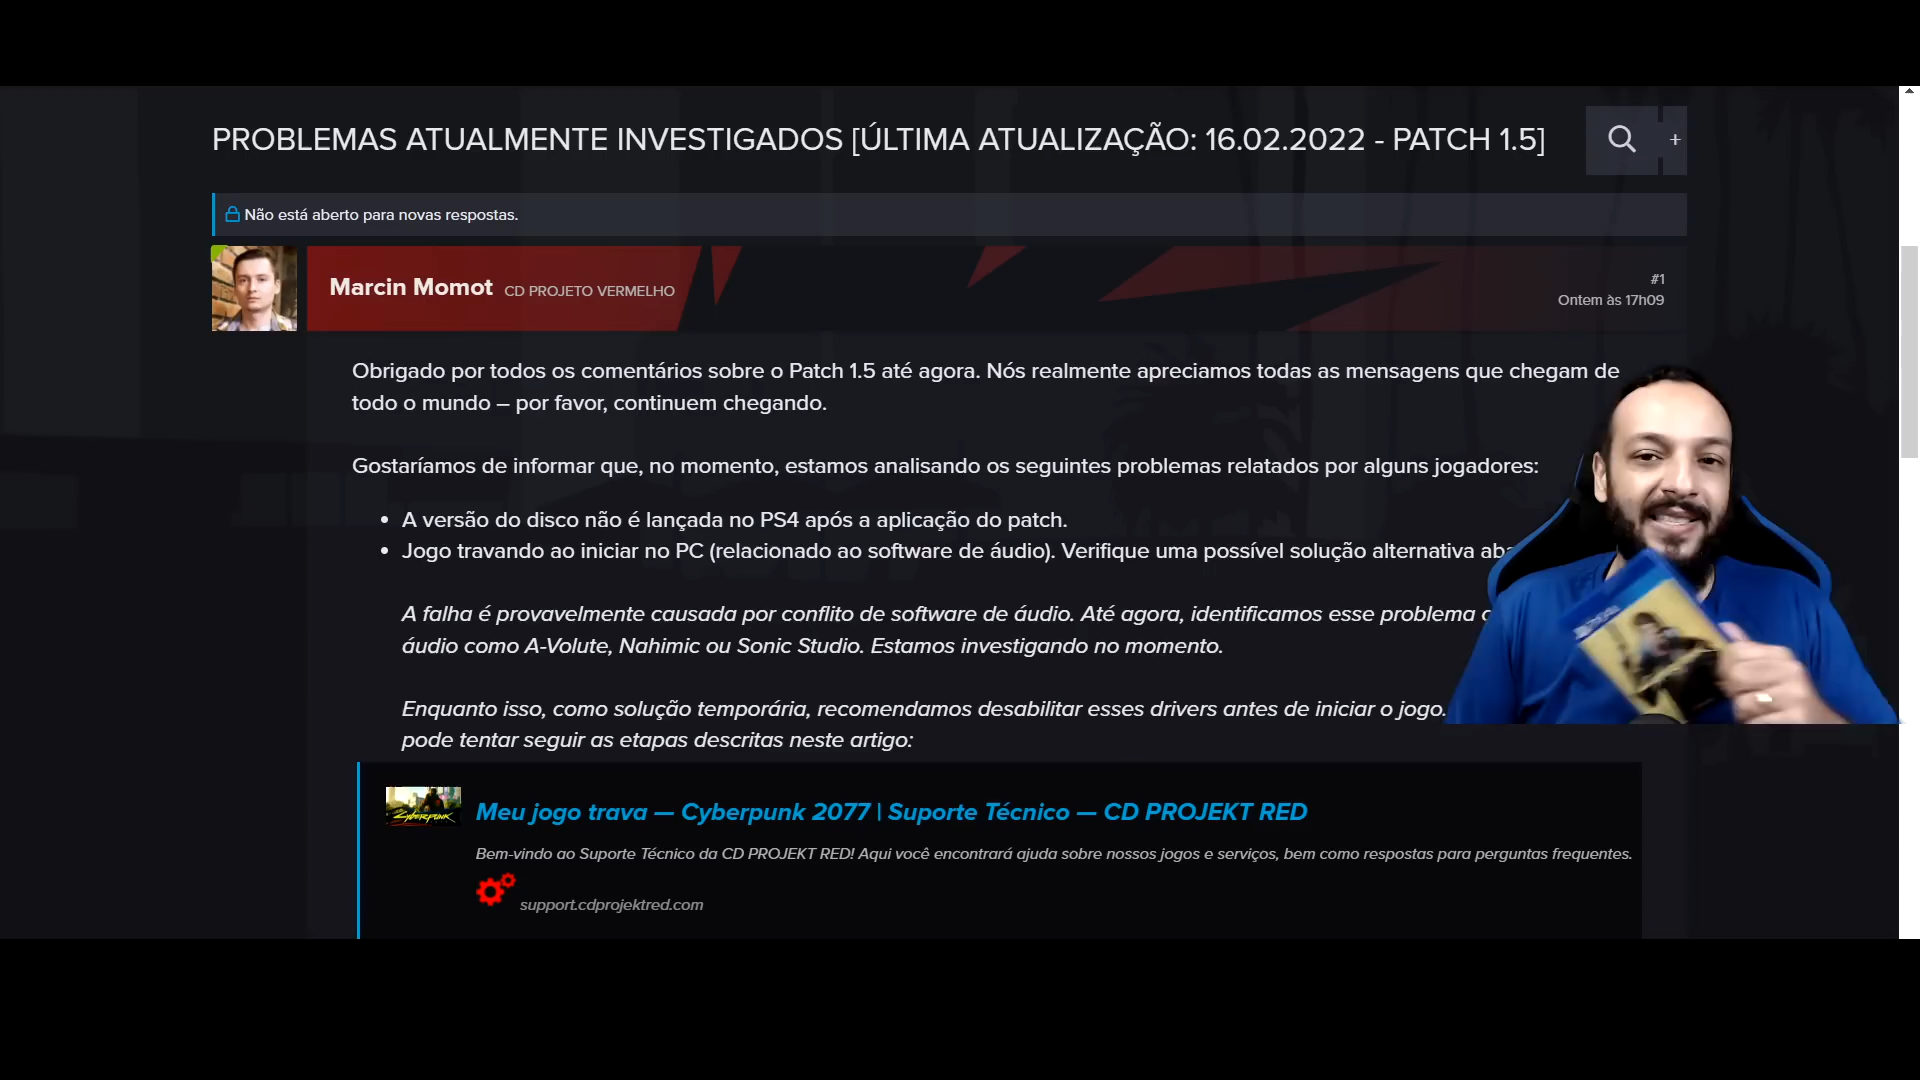 PROBLEMAS ATUALMENTE INVESTIGADOS [ÚLTIMA ATUALIZAÇÃO: 16.02.2022 - PATCH 1.5]
+
Não está aberto para novas respostas.
Marcin Momot CD PROJETO VERMELHO
#1
Ontem às 17h09
Obrigado por todos os comentários sobre o Patch 1.5 até agora. Nós realmente apreciamos todas as mensagens que chegam de
todo o mundo – por favor, continuem chegando.
Gostaríamos de informar que, no momento, estamos analisando os seguintes problemas relatados por alguns jogadores:
• A versão do disco não é lançada no PS4 após a aplicação do patch.
• Jogo travando ao iniciar no PC (relacionado ao software de áudio). Verifique uma possível solução alternativa
A falha é provavelmente causada por conflito de software de áudio. Até agora, identificamos esse problema
áudio como A-Volute, Nahimic ou Sonic Studio. Estamos investigando no momento.
Enquanto isso, como solução temporária, recomendamos desabilitar esses drivers antes de iniciar o jogo.
pode tentar seguir as etapas descritas neste artigo:
Cyberpunk
Meu jogo trava — Cyberpunk 2077 | Suporte Técnico — CD PROJEKT RED
Bem-vindo ao Suporte Técnico da CD PROJEKT RED! Aqui você encontrará ajuda sobre nossos jogos e serviços, bem como respostas para perguntas frequentes.
support.cdprojektred.com